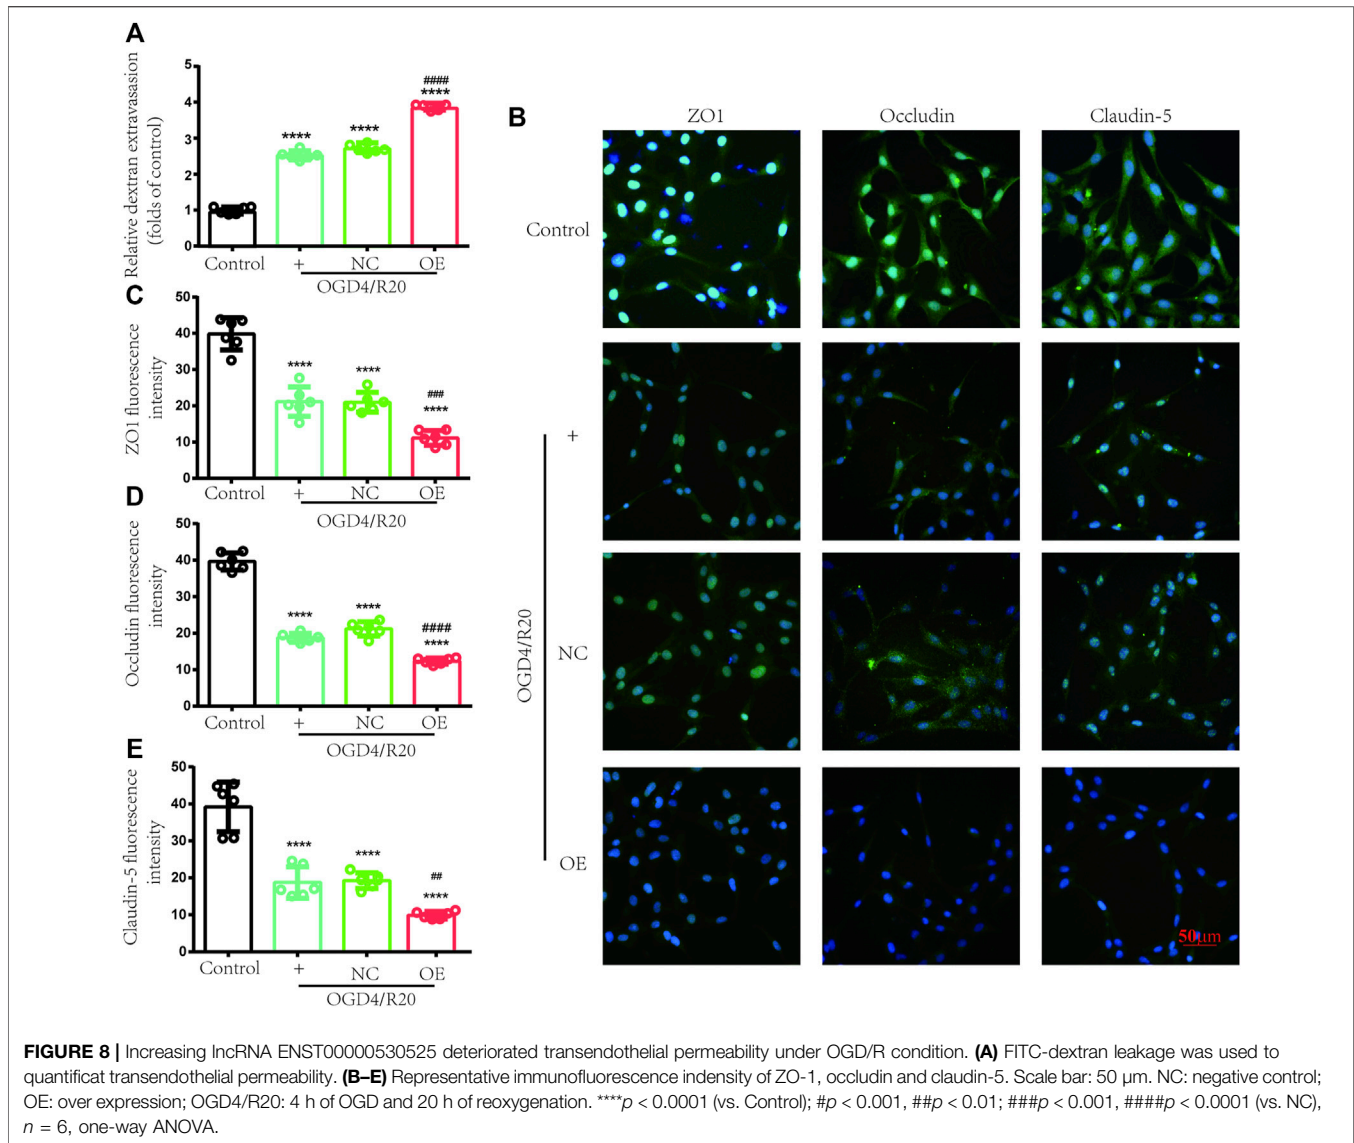 A
Relative dextran extravasasion
(folds of control)
5
4
3
2
1
0
****
****
####
****
Control
+
NC
OE
OGD4/R20
C
ZO1 fluorescence
intensity
50
40
30
20
10
0
****
****
###
****
Control
+
NC
OE
OGD4/R20
D
Occludin fluorescence
intensity
50
40
30
20
10
0
****
****
####
****
Control
+
NC
OE
OGD4/R20
E
Claudin-5 fluorescence
intensity
50
40
30
20
10
0
****
****
##
****
Control
+
NC
OE
OGD4/R20
B
ZO1
Occludin
Claudin-5
Control
+
NC
OE
OGD4/R20
50μm
FIGURE 8 | Increasing lncRNA ENST00000530525 deteriorated transendothelial permeability under OGD/R condition. (A) FITC-dextran leakage was used to
quantificat transendothelial permeability. (B–E) Representative immunofluorescence indensity of ZO-1, occludin and claudin-5. Scale bar: 50 μm. NC: negative control;
OE: over expression; OGD4/R20: 4 h of OGD and 20 h of reoxygenation. ****p < 0.0001 (vs. Control); #p < 0.001, ##p < 0.01; ###p < 0.001, ####p < 0.0001 (vs. NC),
n = 6, one-way ANOVA.